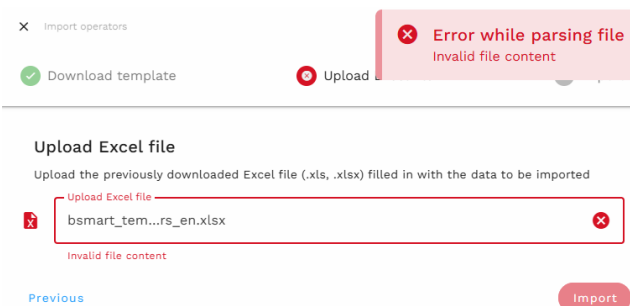 Import operators
Error while parsing file
Invalid file content
Download template
Upload
Upload Excel file
Upload the previously downloaded Excel file (.xls, .xlsx) filled in with the data to be imported
Upload Excel file
bsmart_tem...rs_en.xlsx
Invalid file content
Previous
Import